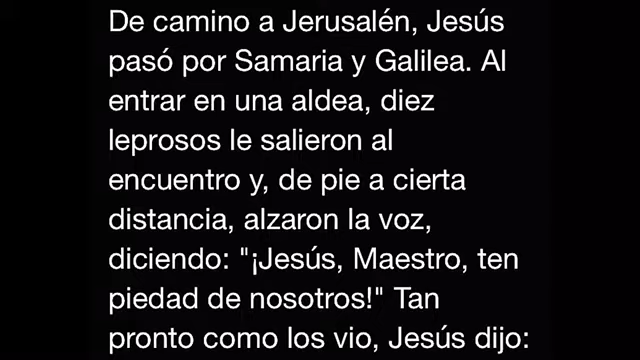 De camino a Jerusalén, Jesús
pasó por Samaria y Galilea. Al
entrar en una aldea, diez
leprosos le salieron al
encuentro y, de pie a cierta
distancia, alzaron la voz,
diciendo: "¡Jesús, Maestro, ten
piedad de nosotros!" Tan
pronto como los vio, Jesús dijo: